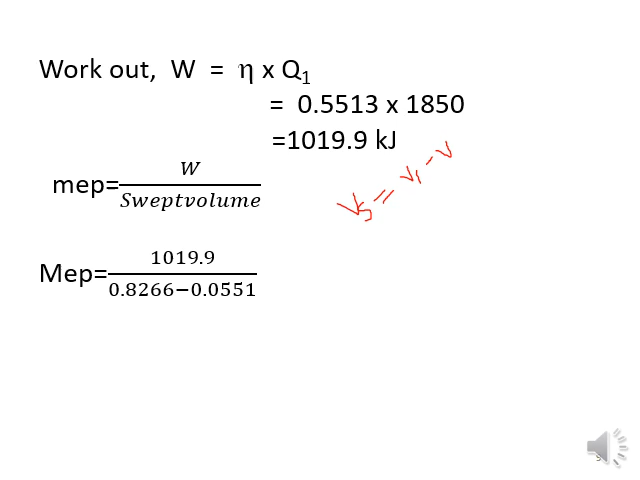 Work out, W = η x Q1
= 0.5513 x 1850
=1019.9 kJ
mep=W/Sweptvolume
Vs = V1 - V
Mep=1019.9/0.8266−0.0551